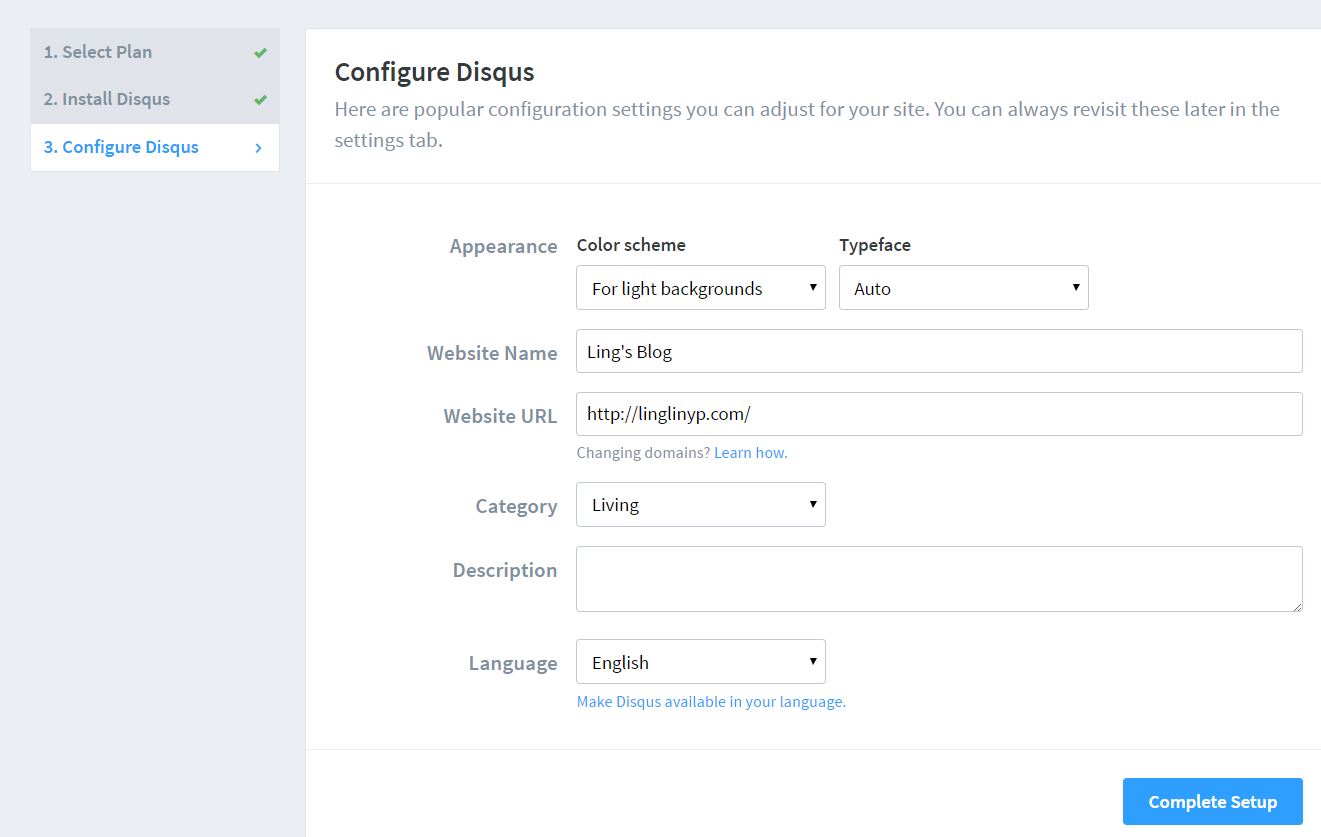 1. Select Plan
2. Install Disqus
3. Configure Disqus
Configure Disqus
Here are popular configuration settings you can adjust for your site. You can always revisit these later in the
settings tab.
Appearance
Color scheme
Typeface
For light backgrounds
Auto
Website Name
Ling's Blog
Website URL
http://linglinyp.com/
Changing domains? Learn how.
Category
Living
Description
Language
English
Make Disqus available in your language.
Complete Setup